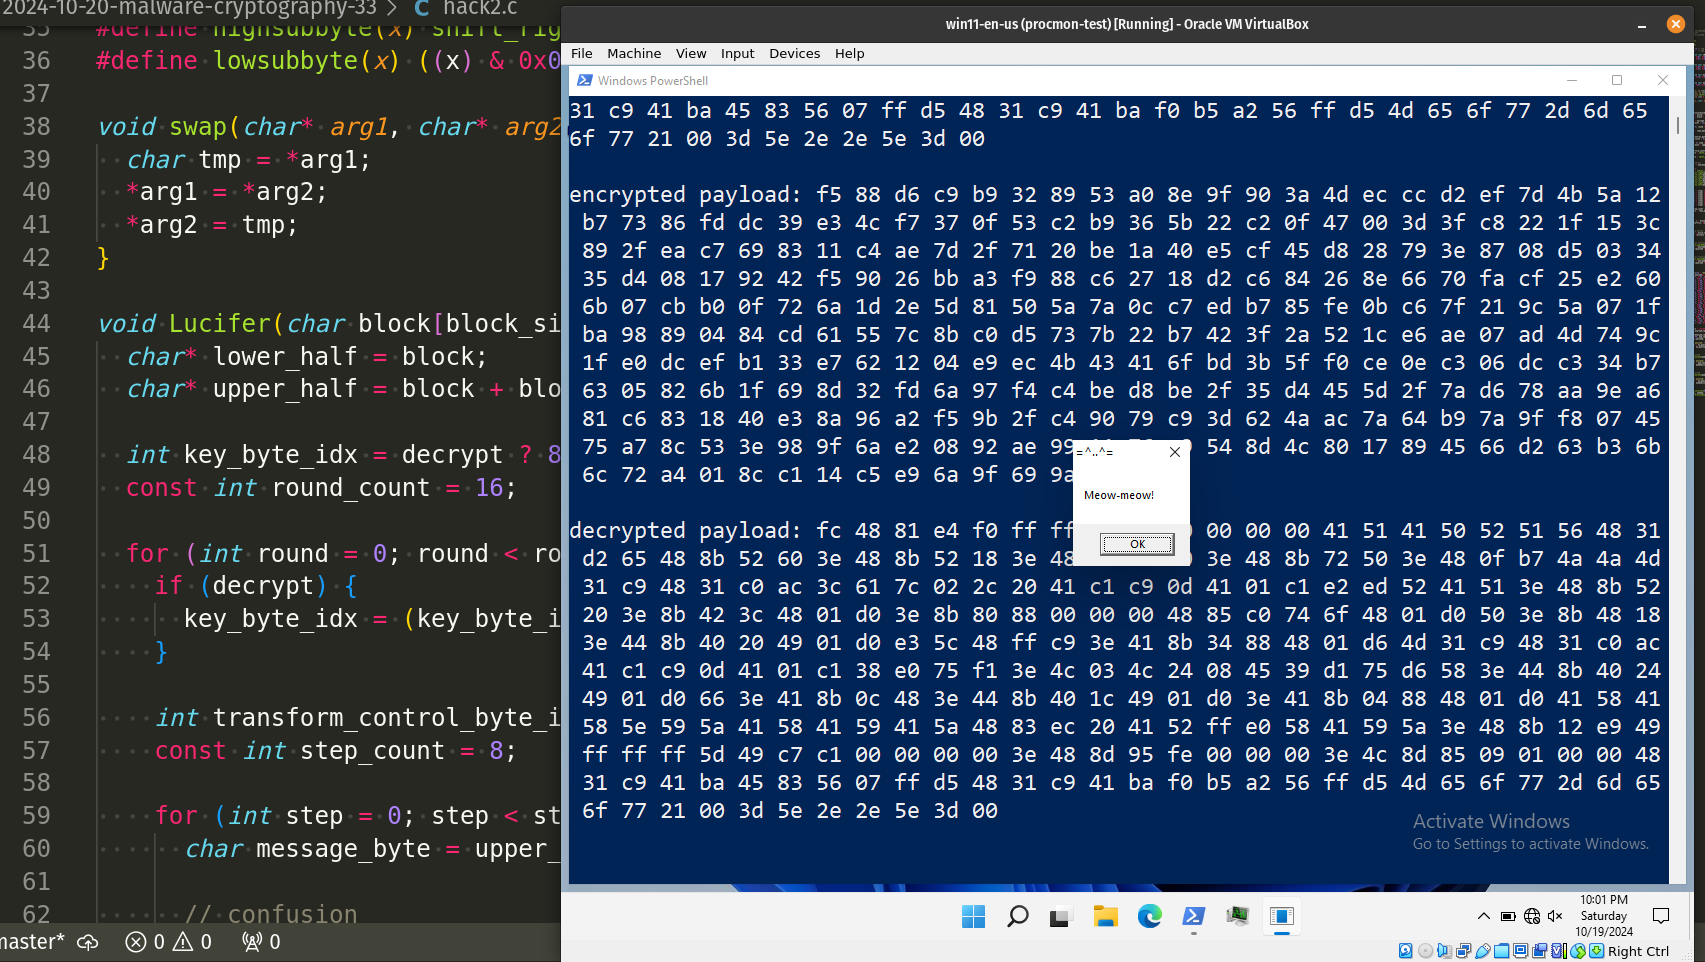 2024-10-20-malware-cryptography-33 > C hack2.c
35 #define highsubbyte(x) shift_rig
36 #define lowsubbyte(x) ((x) & 0x0
37
38 void swap(char* arg1, char* arg2
39 char tmp = *arg1;
40 *arg1 = *arg2;
41 *arg2 = tmp;
42 }
43
44 void Lucifer(char block[block_si
45 char* lower_half = block;
46 char* upper_half = block + blo
47
48 int key_byte_idx = decrypt ? 8
49 const int round_count = 16;
50
51 for (int round = 0; round < ro
52 if (decrypt) {
53 key_byte_idx = (key_byte_i
54 }
55
56 int transform_control_byte_i
57 const int step_count = 8;
58
59 for (int step = 0; step < st
60 char message_byte = upper_
61
62 // confusion
master* 0 0 0
win11-en-us (procmon-test) [Running] - Oracle VM VirtualBox
File Machine View Input Devices Help
Windows PowerShell
31 c9 41 ba 45 83 56 07 ff d5 48 31 c9 41 ba f0 b5 a2 56 ff d5 4d 65 6f 77 2d 6d 65
6f 77 21 00 3d 5e 2e 2e 5e 3d 00
encrypted payload: f5 88 d6 c9 b9 32 89 53 a0 8e 9f 90 3a 4d ec cc d2 ef 7d 4b 5a 12
b7 73 86 fd dc 39 e3 4c f7 37 0f 53 c2 b9 36 5b 22 c2 0f 47 00 3d 3f c8 22 1f 15 3c
89 2f ea c7 69 83 11 c4 ae 7d 2f 71 20 be 1a 40 e5 cf 45 d8 28 79 3e 87 08 d5 03 34
35 d4 08 17 92 42 f5 90 26 bb a3 f9 88 c6 27 18 d2 c6 84 26 8e 66 70 fa cf 25 e2 60
6b 07 cb b0 0f 72 6a 1d 2e 5d 81 50 5a 7a 0c c7 ed b7 85 fe 0b c6 7f 21 9c 5a 07 1f
ba 98 89 04 84 cd 61 55 7c 8b c0 d5 73 7b 22 b7 42 3f 2a 52 1c e6 ae 07 ad 4d 74 9c
1f e0 dc ef b1 33 e7 62 12 04 e9 ec 4b 43 41 6f bd 3b 5f f0 ce 0e c3 06 dc c3 34 b7
63 05 82 6b 1f 69 8d 32 fd 6a 97 f4 c4 be d8 be 2f 35 d4 45 5d 2f 7a d6 78 aa 9e a6
81 c6 83 18 40 e3 8a 96 a2 f5 9b 2f c4 90 79 c9 3d 62 4a ac 7a 64 b9 7a 9f f8 07 45
75 a7 8c 53 3e 98 9f 6a e2 08 92 ae 99 54 8d 4c 80 17 89 45 66 d2 63 b3 6b
6c 72 a4 01 8c c1 14 c5 e9 6a 9f 69 9a
decrypted payload: fc 48 81 e4 f0 ff ff 00 00 00 41 51 41 50 52 51 56 48 31
d2 65 48 8b 52 60 3e 48 8b 52 18 3e 48 3e 48 8b 72 50 3e 48 0f b7 4a 4a 4d
31 c9 48 31 c0 ac 3c 61 7c 02 2c 20 41 c1 c9 0d 41 01 c1 e2 ed 52 41 51 3e 48 8b 52
20 3e 8b 42 3c 48 01 d0 3e 8b 80 88 00 00 00 48 85 c0 74 6f 48 01 d0 50 3e 8b 48 18
3e 44 8b 40 20 49 01 d0 e3 5c 48 ff c9 3e 41 8b 34 88 48 01 d6 4d 31 c9 48 31 c0 ac
41 c1 c9 0d 41 01 c1 38 e0 75 f1 3e 4c 03 4c 24 08 45 39 d1 75 d6 58 3e 44 8b 40 24
49 01 d0 66 3e 41 8b 0c 48 3e 44 8b 40 1c 49 01 d0 3e 41 8b 04 88 48 01 d0 41 58 41
58 5e 59 5a 41 58 41 59 41 5a 48 83 ec 20 41 52 ff e0 58 41 59 5a 3e 48 8b 12 e9 49
ff ff ff 5d 49 c7 c1 00 00 00 00 3e 48 8d 95 fe 00 00 00 3e 4c 8d 85 09 01 00 00 48
31 c9 41 ba 45 83 56 07 ff d5 48 31 c9 41 ba f0 b5 a2 56 ff d5 4d 65 6f 77 2d 6d 65
6f 77 21 00 3d 5e 2e 2e 5e 3d 00
=^..^=
Meow-meow!
OK
Activate Windows
Go to Settings to activate Windows.
10:01 PM
Saturday
10/19/2024
Right Ctrl